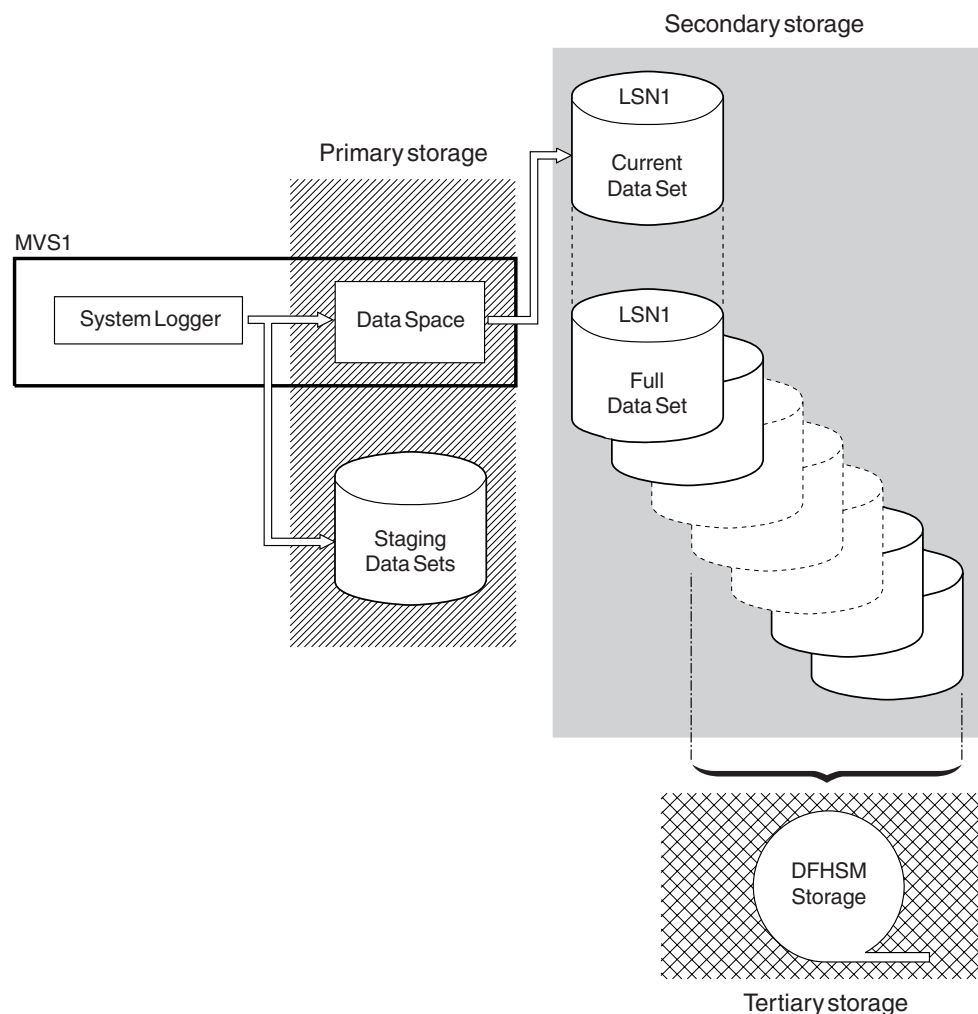 Secondary storage
LSN1
Current
Data Set
Primary storage
MVS1
System Logger
Data Space
LSN1
Full
Data Set
Staging
Data Sets
DFHSM
Storage
Tertiary storage